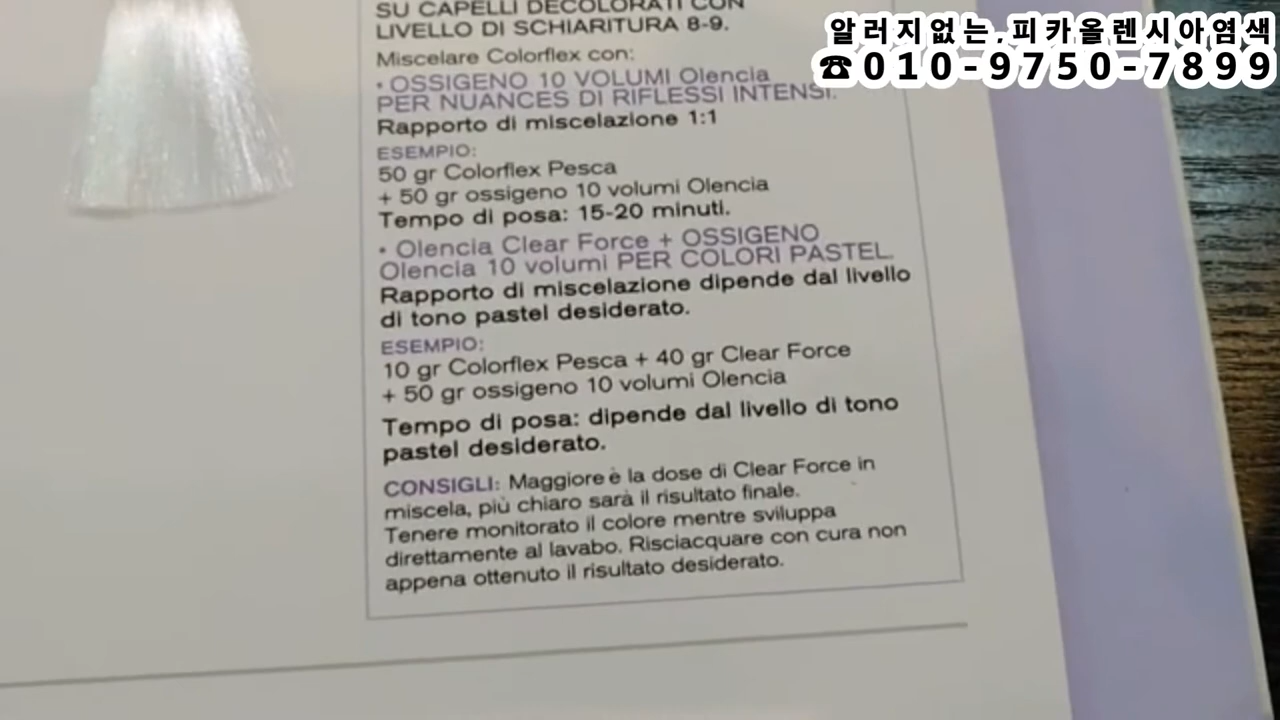 알러지없는,피카올렌시아염색
☎010-9750-7899
SU CAPELLI DECOLORATI CON
LIVELLO DI SCHIARITURA 8-9.
Miscelare Colorflex con:
• OSSIGENO 10 VOLUMI Olencia
PER NUANCES DI RIFLESSI INTENSI.
Rapporto di miscelazione 1:1
ESEMPIO:
50 gr Colorflex Pesca
+ 50 gr ossigeno 10 volumi Olencia
Tempo di posa: 15-20 minuti.
• Olencia Clear Force + OSSIGENO
Olencia 10 volumi PER COLORI PASTEL.
Rapporto di miscelazione dipende dal livello
di tono pastel desiderato.
ESEMPIO:
10 gr Colorflex Pesca + 40 gr Clear Force
+ 50 gr ossigeno 10 volumi Olencia
Tempo di posa: dipende dal livello di tono
pastel desiderato.
CONSIGLI: Maggiore è la dose di Clear Force in
miscela, più chiaro sarà il risultato finale.
Tenere monitorato il colore mentre sviluppa
direttamente al lavabo. Risciacquare con cura non
appena ottenuto il risultato desiderato.